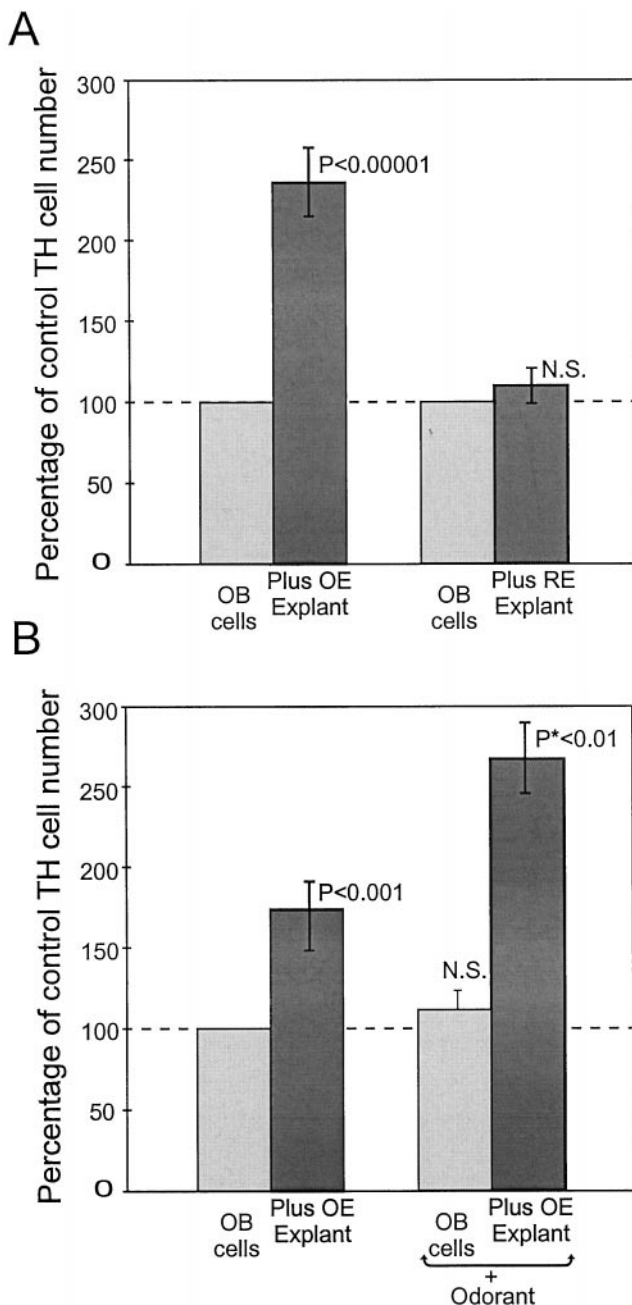 A
Percentage of control TH cell number
300
250
200
150
100
50
0
P<0.00001
N.S.
OB
cells
Plus OE
Explant
OB
cells
Plus RE
Explant
B
Percentage of control TH cell number
300
250
200
150
100
50
0
P<0.001
N.S.
P*<0.01
OB
cells
Plus OE
Explant
OB
cells
Plus OE
Explant
+
Odorant